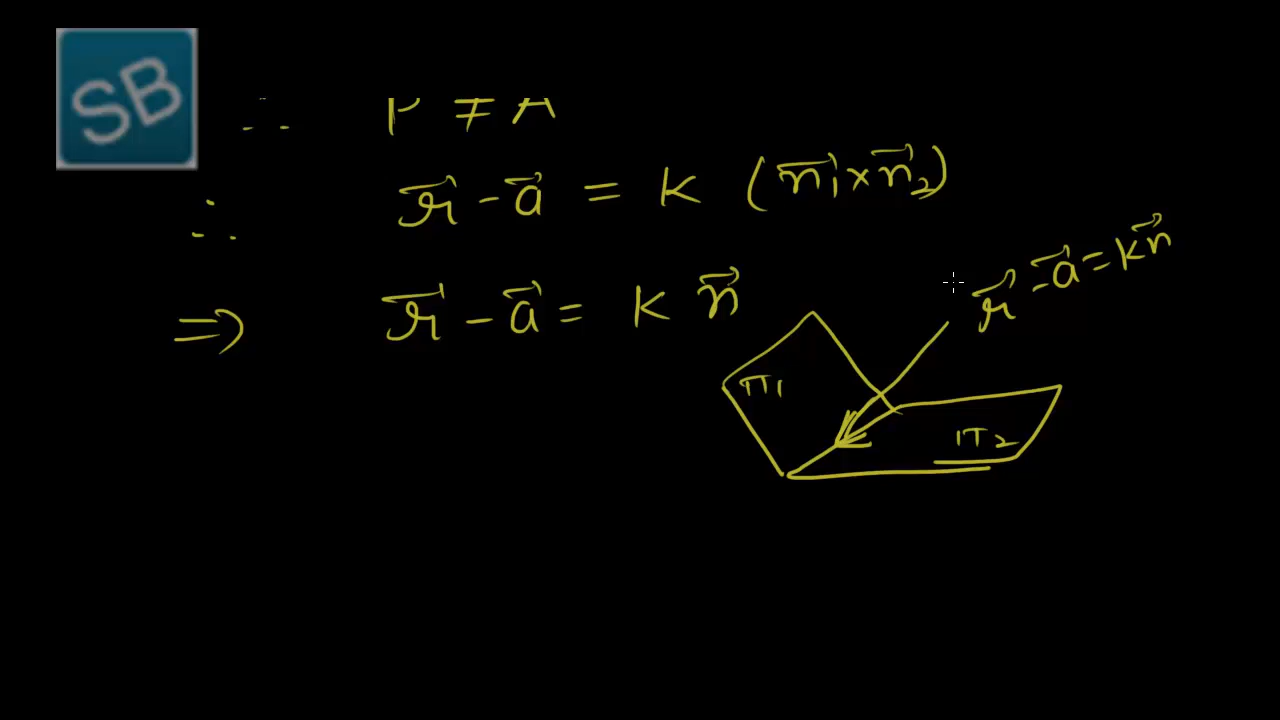 SB
∴ P ≠ A
∴ r⃗ - a⃗ = k (n⃗₁ × n⃗₂)
⇒ r⃗ - a⃗ = k n⃗
r⃗ - a⃗ = k n⃗
π₁
π₂